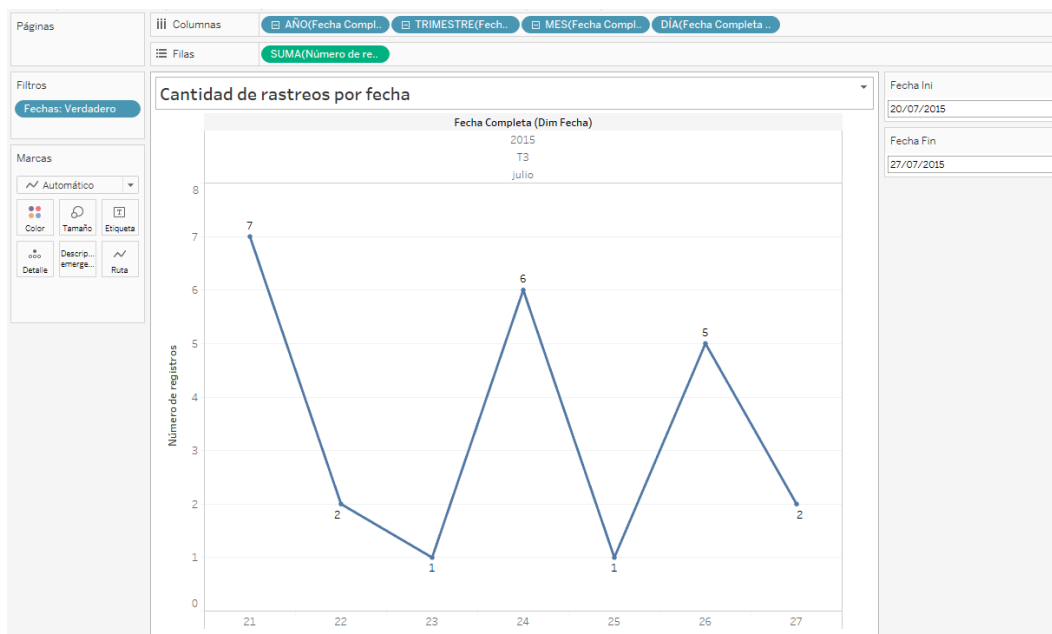 Páginas
Columnas
AÑO(Fecha Compl..
TRIMESTRE(Fech..
MES(Fecha Compl..
DÍA(Fecha Completa ..
Filas
SUMA(Número de re..
Filtros
Fechas: Verdadero
Marcas
Automático
Color
Tamaño
Etiqueta
Detalle
Descrip...
emerge...
Ruta
Cantidad de rastreos por fecha
Fecha Completa (Dim Fecha)
2015
T3
julio
Número de registros
8
7
6
5
4
3
2
1
0
7
2
1
6
1
5
2
21
22
23
24
25
26
27
Fecha Ini
20/07/2015
Fecha Fin
27/07/2015